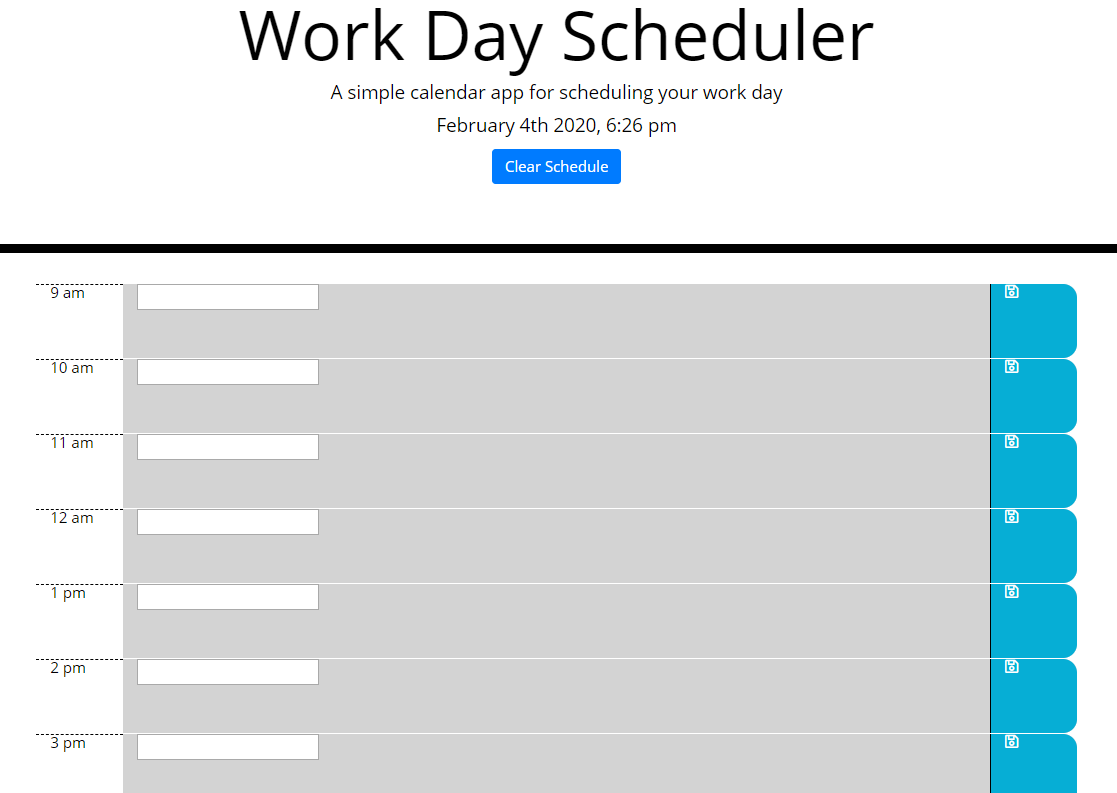 Work Day Scheduler
A simple calendar app for scheduling your work day
February 4th 2020, 6:26 pm
Clear Schedule
9 am
10 am
11 am
12 am
1 pm
2 pm
3 pm